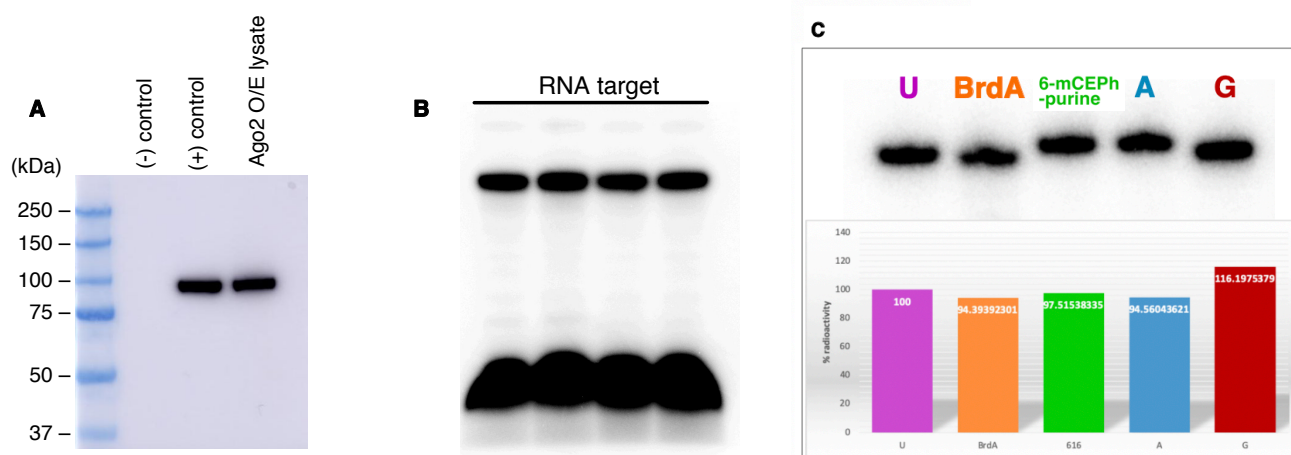 A
(-) control
(+) control
Ago2 O/E lysate
(kDa)
250 –
150 –
100 –
75 –
50 –
37 –
B
RNA target
C
U
BrdA
6-mCEPh
-purine
A
G
% radioactivity
140
120
100
80
60
40
20
0
100
94.39392301
97.51538335
94.56043621
116.1975379
U
BrdA
616
A
G